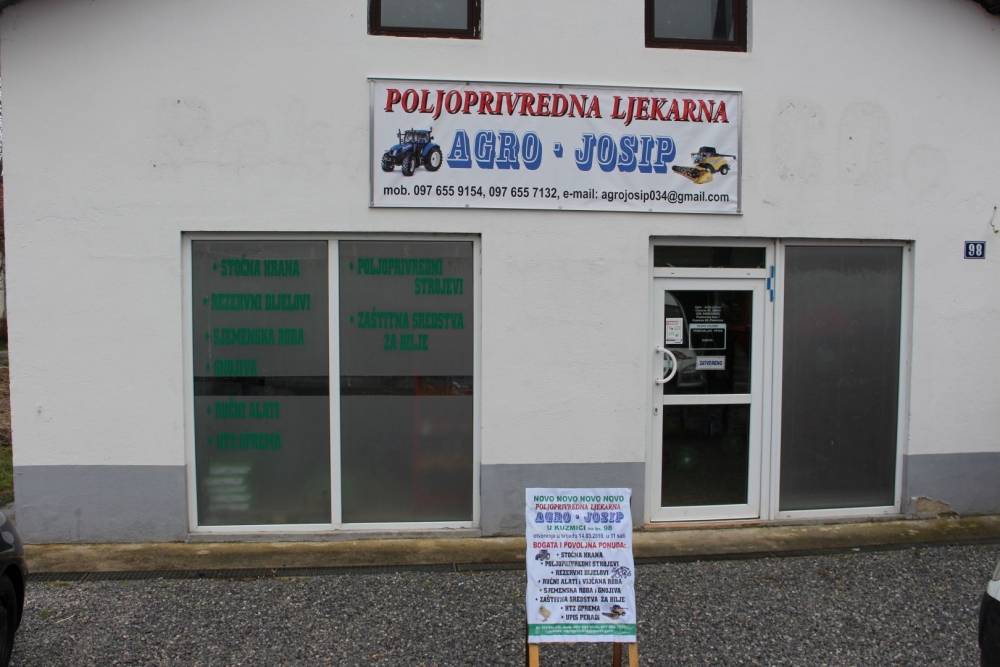 POLJOPRIVREDNA LJEKARNA
AGRO - JOSIP
mob. 097 655 9154, 097 655 7132, e-mail: agrojosip034@gmail.com
98
• STOČNA HRANA
• REZERVNI DIJELOVI
• SJEMENSKA ROBA
• GNOJIVA
• RUČNI ALATI
• HTZ OPREMA
• POLJOPRIVREDNI
STROJEVI
• ZAŠTITNA SREDSTVA
ZA BILJE
ZATVORENO
NOVO NOVO NOVO NOVO
POLJOPRIVREDNA LJEKARNA
AGRO - JOSIP
U KUZMICI 98
BOGATA I POVOLJNA PONUDA:
• STOČNA HRANA
• POLJOPRIVREDNI STROJEVI
• REZERVNI DIJELOVI
• RUČNI ALATI I VIJČANA ROBA
• SJEMENSKA ROBA I GNOJIVA
• ZAŠTITNA SREDSTVA ZA BILJE
• HTZ OPREMA
• UPIS PERADI